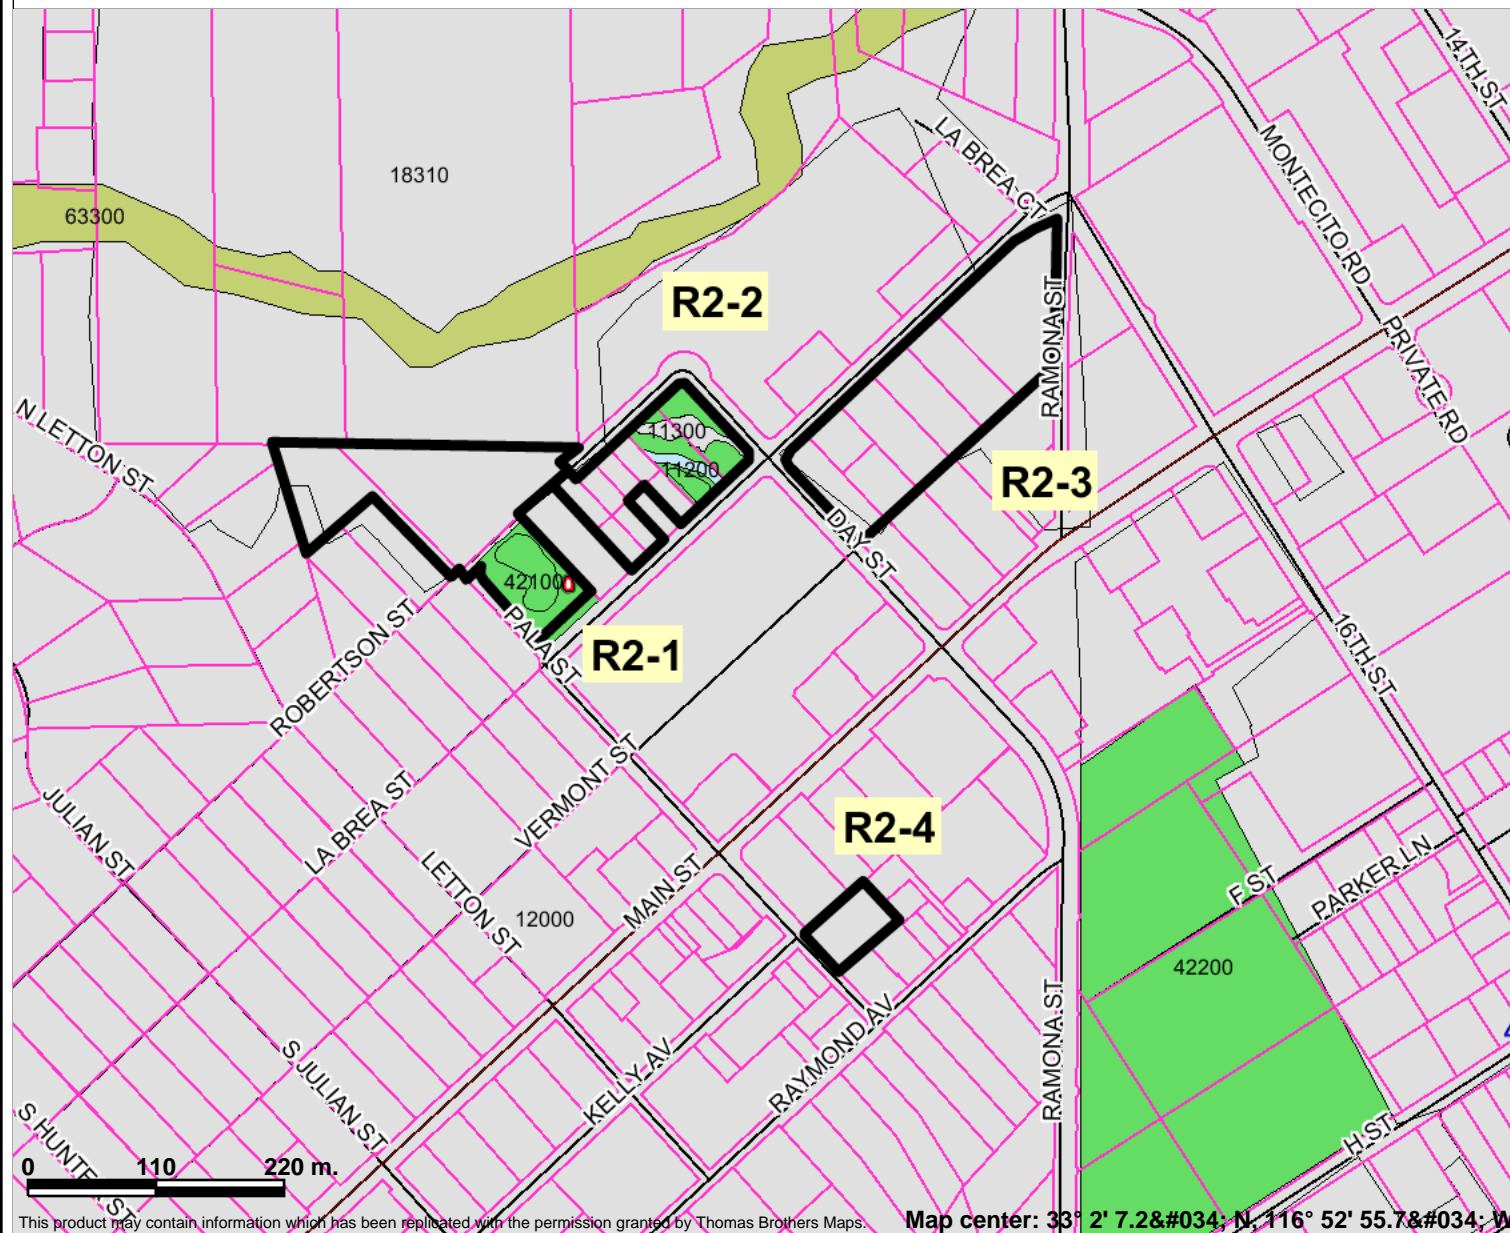 14TH ST
LA BREA CT
MONTECITO RD
18310
63300
R2-2
RAMONA ST
PRIVATE RD
N LETTON ST
11300
11200
R2-3
DAY ST
42100
PALA ST
R2-1
ROBERTSON ST
16TH ST
VERMONT ST
JULIAN ST
LA BREA ST
R2-4
LETTON ST
MAIN ST
F ST
PARKER LN
12000
42200
RAMONA ST
S JULIAN ST
KELLY AV
RAYMOND AV
H ST
S HUNTE ST
0 110 220 m.
This product may contain information which has been replicated with the permission granted by Thomas Brothers Maps.
Map center: 33° 2' 7.2&#034; N, 116° 52' 55.7&#034; W